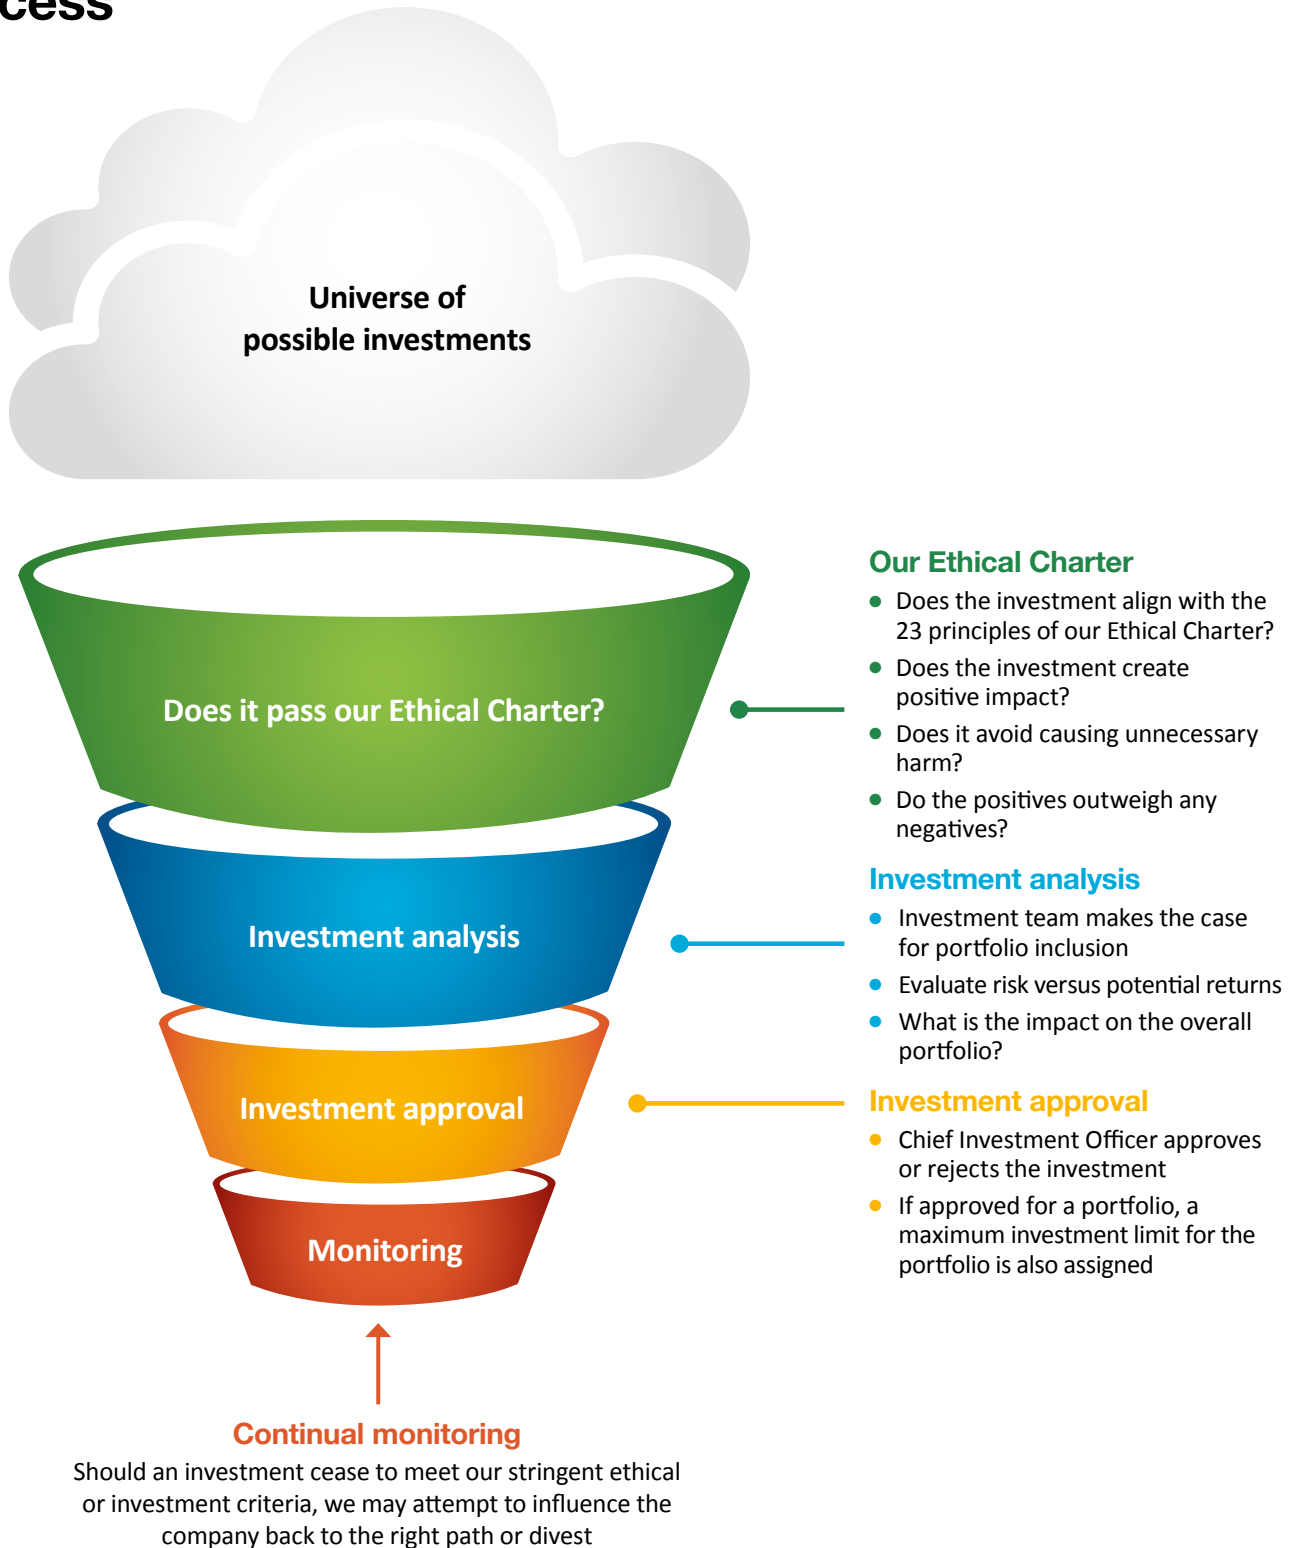 cess
Universe of
possible investments
Does it pass our Ethical Charter?
Our Ethical Charter
• Does the investment align with the
23 principles of our Ethical Charter?
• Does the investment create
positive impact?
• Does it avoid causing unnecessary
harm?
• Do the positives outweigh any
negatives?
Investment analysis
Investment analysis
• Investment team makes the case
for portfolio inclusion
• Evaluate risk versus potential returns
• What is the impact on the overall
portfolio?
Investment approval
Investment approval
• Chief Investment Officer approves
or rejects the investment
• If approved for a portfolio, a
maximum investment limit for the
portfolio is also assigned
Monitoring
Continual monitoring
Should an investment cease to meet our stringent ethical
or investment criteria, we may attempt to influence the
company back to the right path or divest